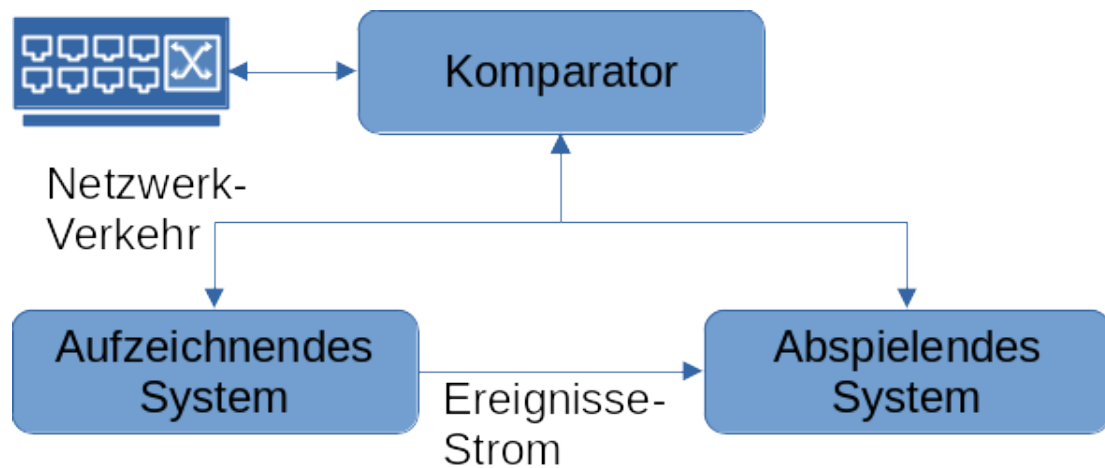 Komparator
Netzwerk-
Verkehr
Aufzeichnendes
System
Ereignisse-
Strom
Abspielendes
System